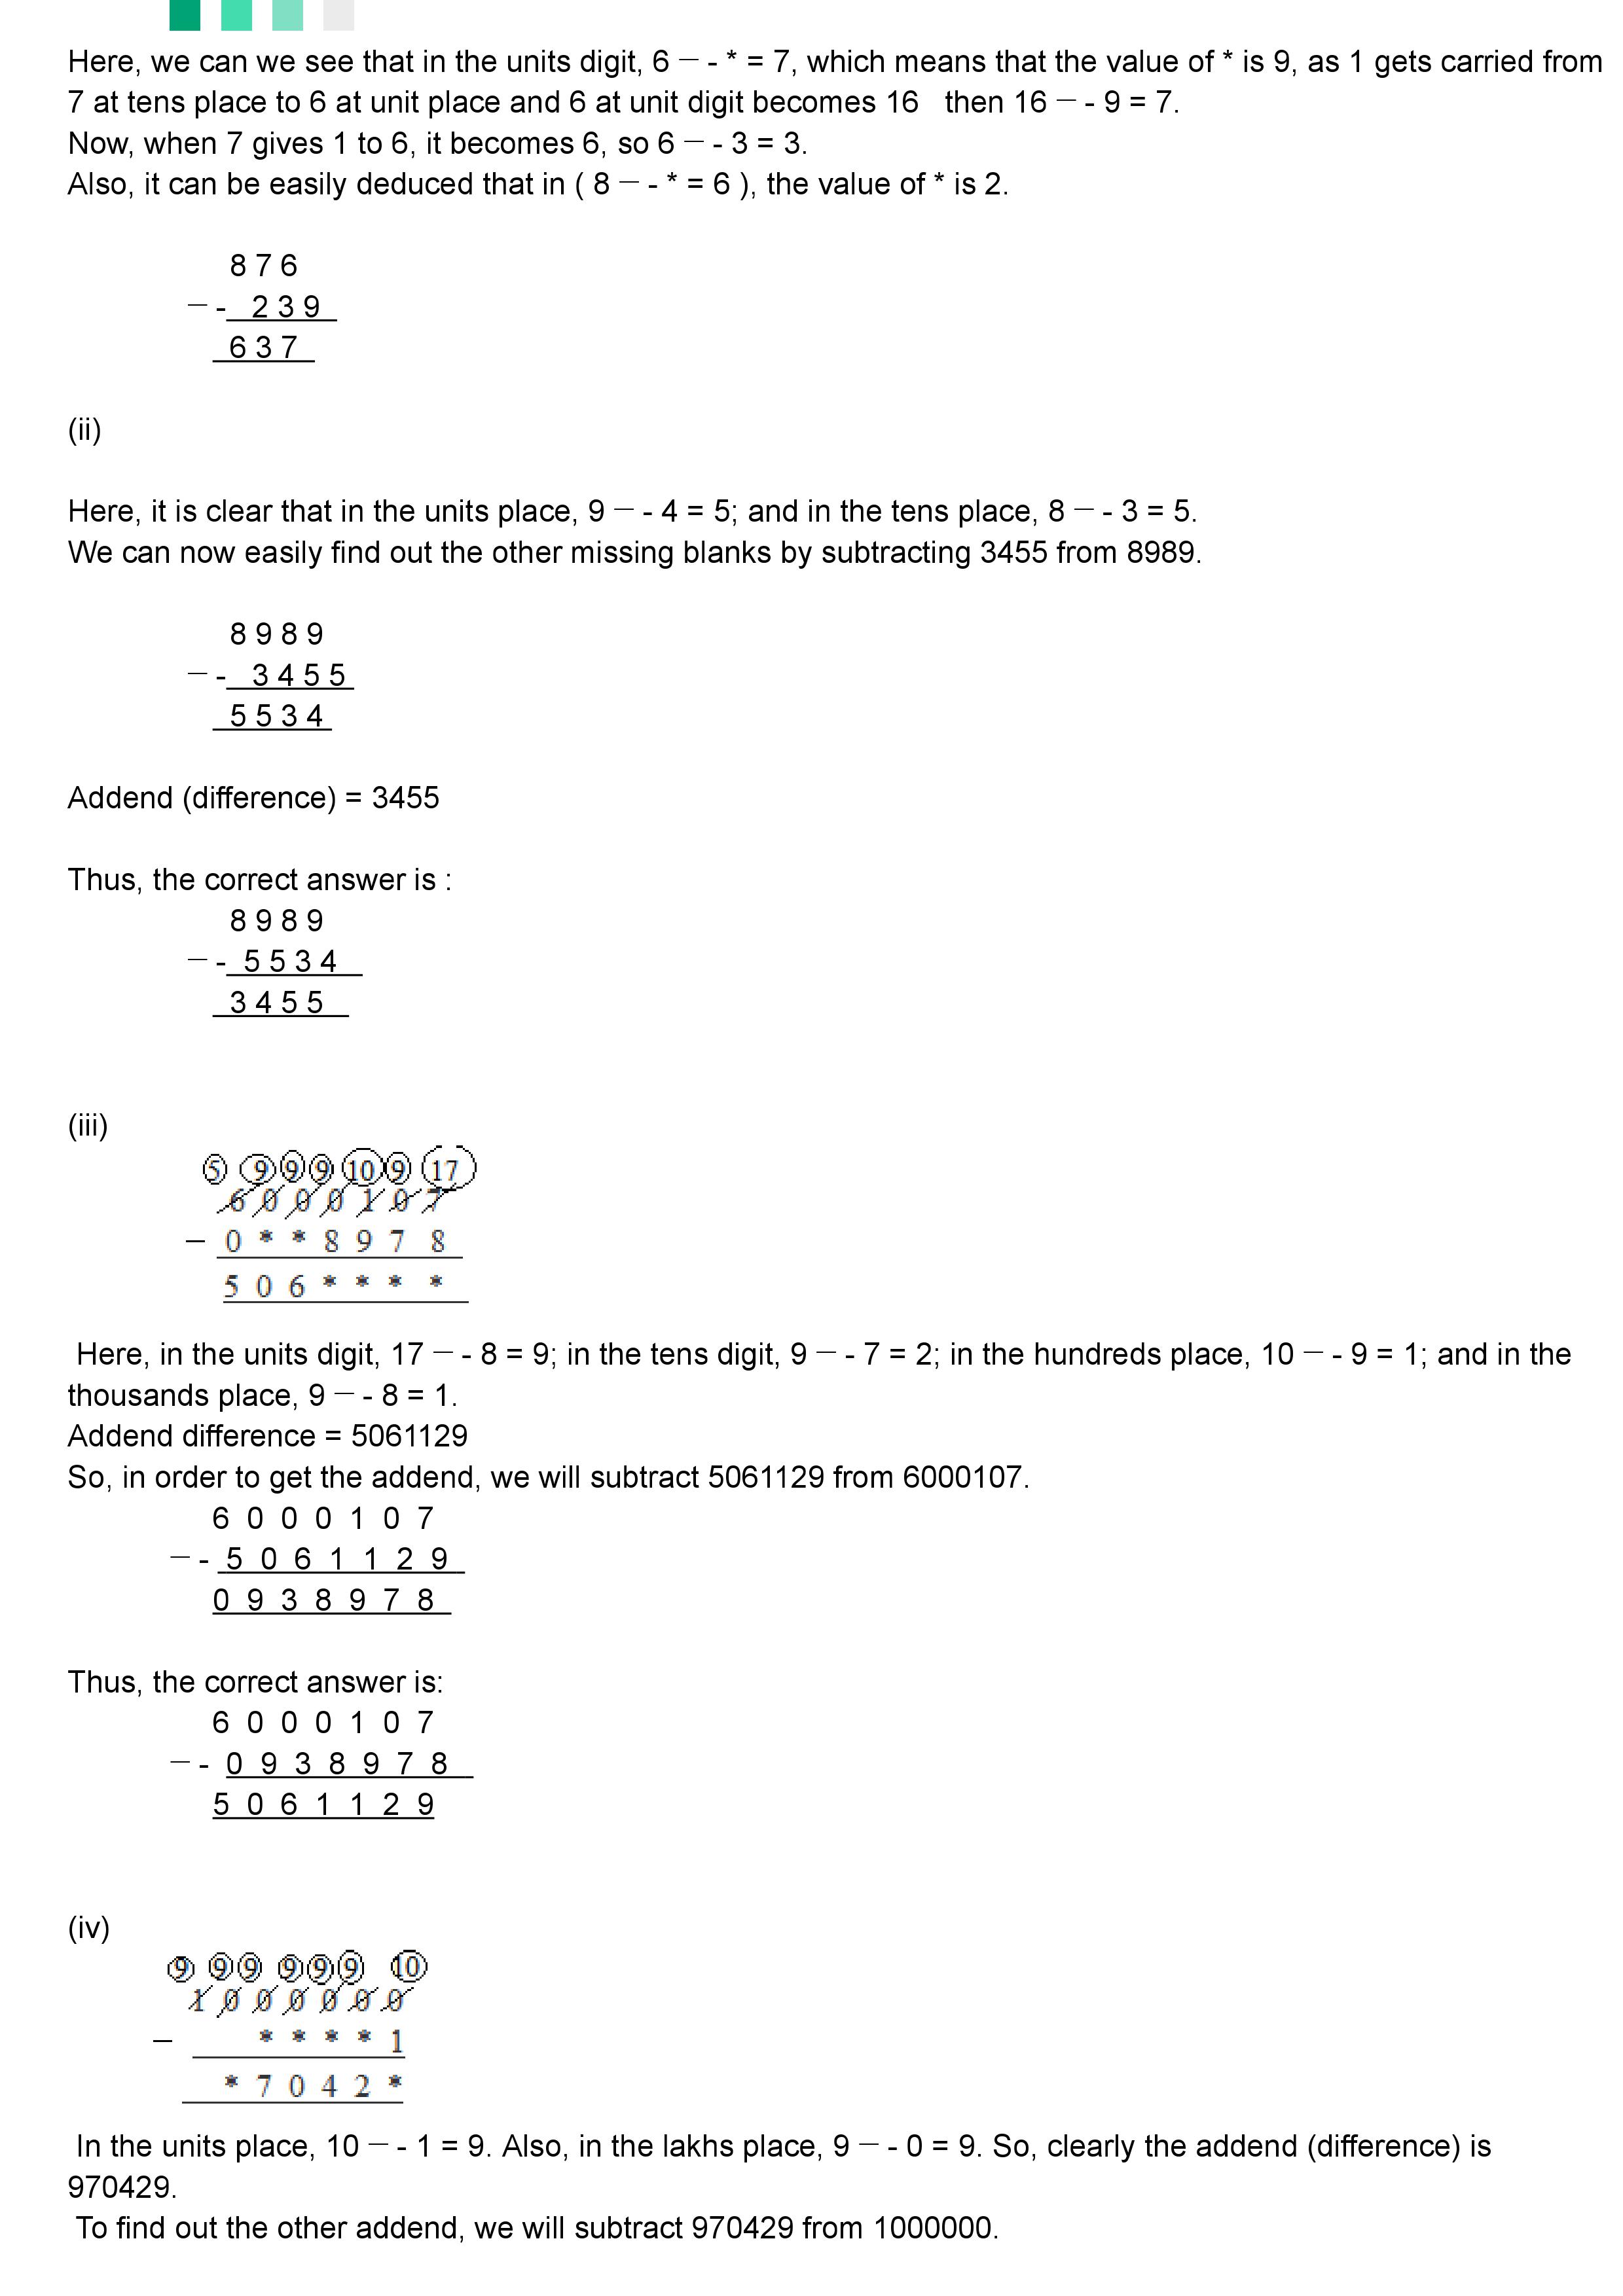 Here, we can we see that in the units digit, 6 — - * = 7, which means that the value of * is 9, as 1 gets carried from
7 at tens place to 6 at unit place and 6 at unit digit becomes 16 then 16 — - 9 = 7.
Now, when 7 gives 1 to 6, it becomes 6, so 6 — - 3 = 3.
Also, it can be easily deduced that in ( 8 — - * = 6 ), the value of * is 2.
8 7 6
— - 2 3 9
6 3 7
(ii)
Here, it is clear that in the units place, 9 — - 4 = 5; and in the tens place, 8 — - 3 = 5.
We can now easily find out the other missing blanks by subtracting 3455 from 8989.
8 9 8 9
— - 3 4 5 5
5 5 3 4
Addend (difference) = 3455
Thus, the correct answer is :
8 9 8 9
— - 5 5 3 4
3 4 5 5
(iii)
5 9 9 9 10 9 17
6 0 0 0 1 0 7
– 0 * * 8 9 7 8
5 0 6 * * * *
Here, in the units digit, 17 — - 8 = 9; in the tens digit, 9 — - 7 = 2; in the hundreds place, 10 — - 9 = 1; and in the
thousands place, 9 — - 8 = 1.
Addend difference = 5061129
So, in order to get the addend, we will subtract 5061129 from 6000107.
6 0 0 0 1 0 7
— - 5 0 6 1 1 2 9
0 9 3 8 9 7 8
Thus, the correct answer is:
6 0 0 0 1 0 7
— - 0 9 3 8 9 7 8
5 0 6 1 1 2 9
(iv)
9 9 9 9 9 9 10
1 0 0 0 0 0 0
– * * * * 1
* 7 0 4 2 *
In the units place, 10 — - 1 = 9. Also, in the lakhs place, 9 — - 0 = 9. So, clearly the addend (difference) is
970429.
To find out the other addend, we will subtract 970429 from 1000000.